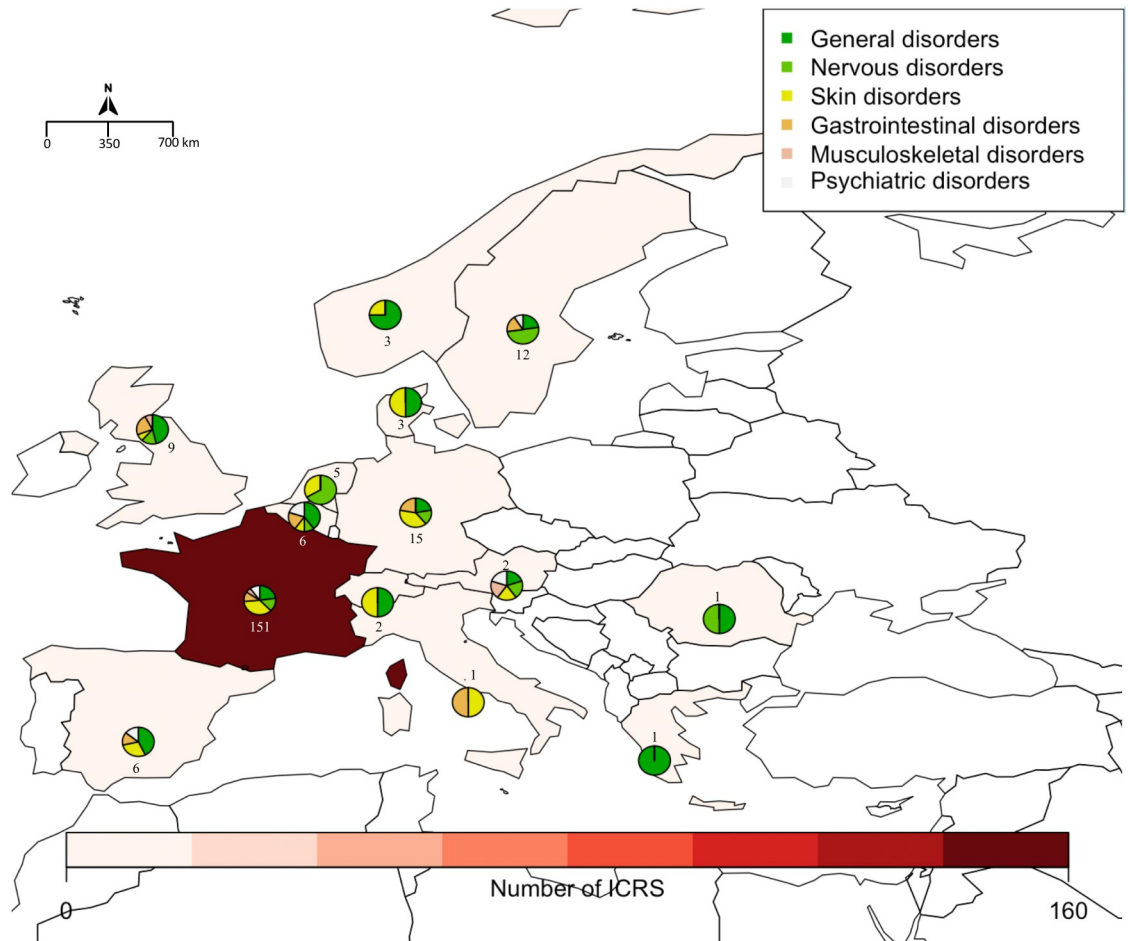 General disorders
Nervous disorders
Skin disorders
Gastrointestinal disorders
Musculoskeletal disorders
Psychiatric disorders
N
0 350 700 km
3
12
3
9
5
6
15
2
151
2
1
1
1
6
Number of ICRS
0 160